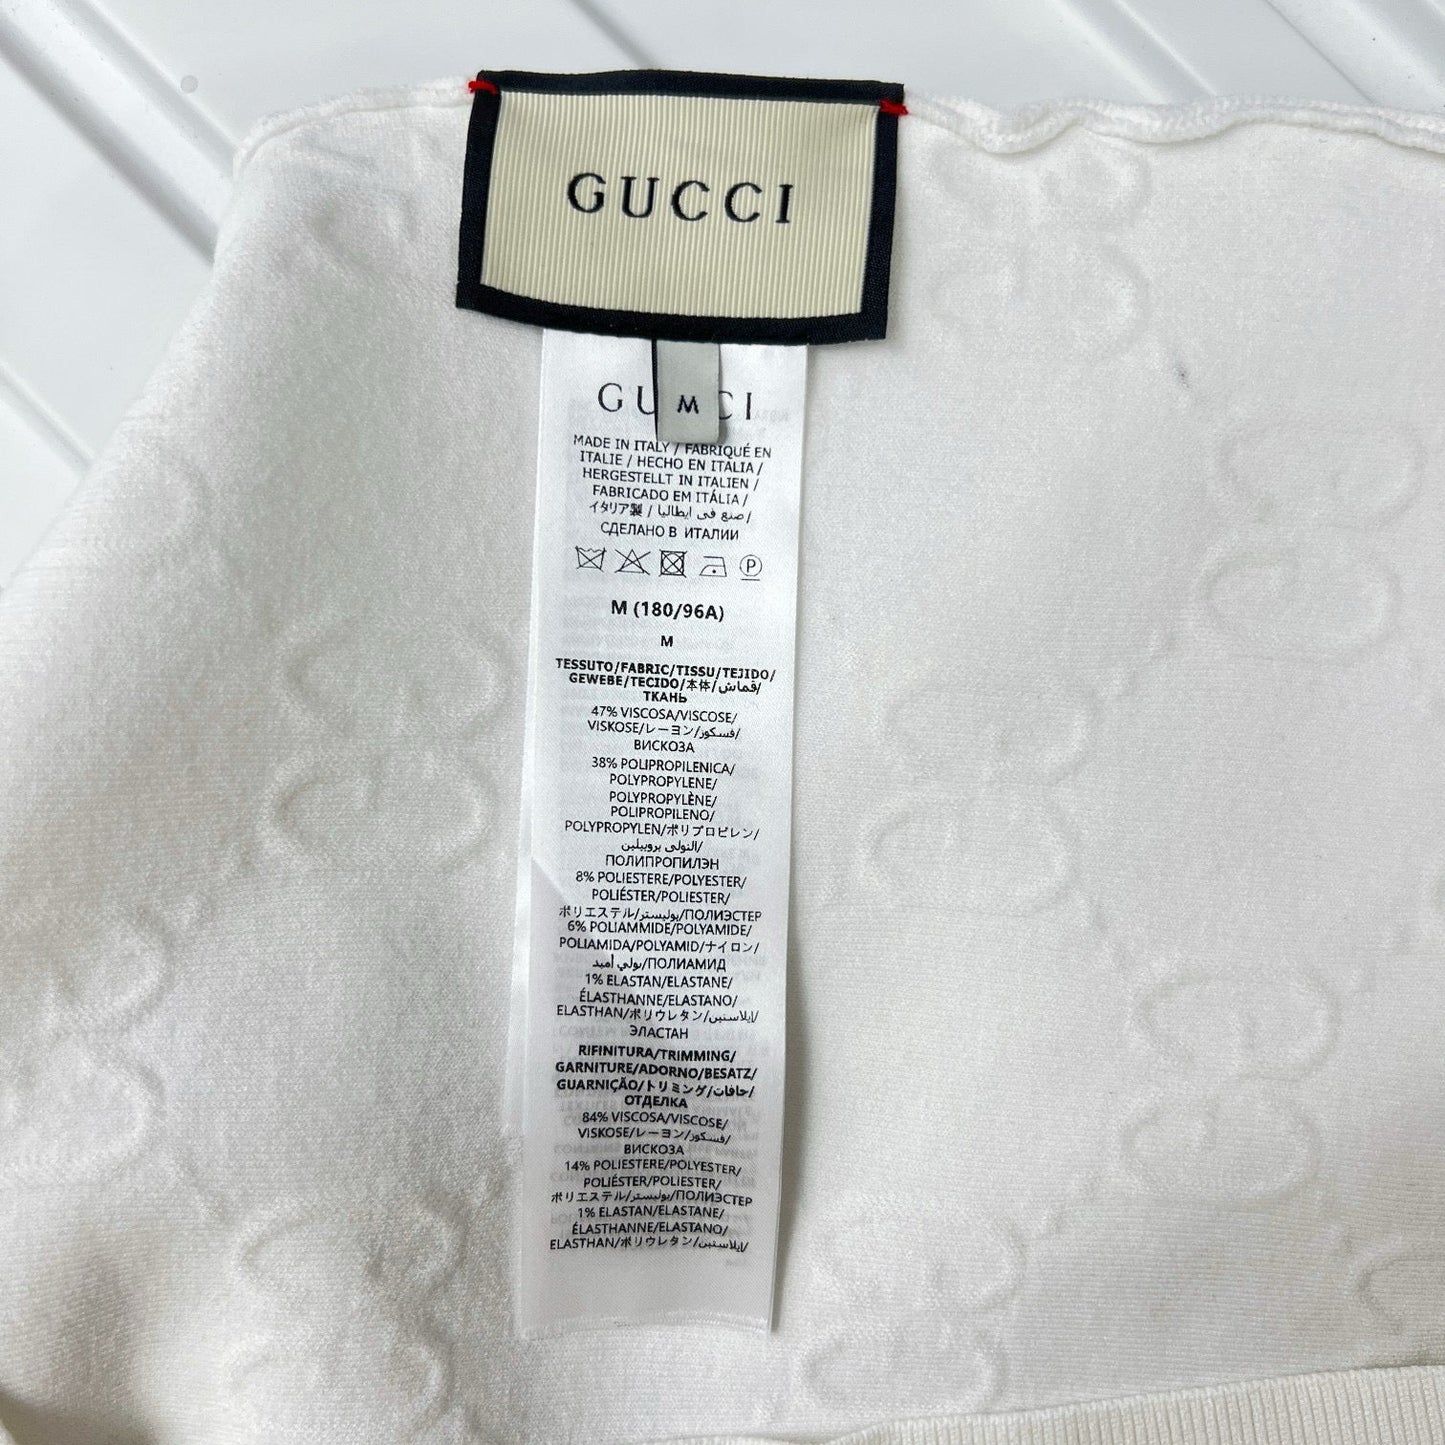 GUCCI
GU CI
M
MADE IN ITALY / FABRIQUÉ EN
ITALIE / HECHO EN ITALIA /
HERGESTELLT IN ITALIEN /
FABRICADO EM ITÁLIA /
イタリア製 / صنع في ايطاليا /
СДЕЛАНО В ИТАЛИИ
P
M (180/96A)
M
TESSUTO/FABRIC/TISSU/TEJIDO/
GEWEBE/TECIDO/本体/قماش/
ТКАНЬ
47% VISCOSA/VISCOSE/
VISKOSE/レーヨン/فسكوز/
ВИСКОЗА
38% POLIPROPILENICA/
POLYPROPYLENE/
POLYPROPYLÈNE/
POLIPROPILENO/
POLYPROPYLEN/ポリプロピレン/
النولى بروبيلين/
ПОЛИПРОПИЛЭН
8% POLIESTERE/POLYESTER/
POLIÉSTER/POLIESTER/
ポリエステル/بوليستر/ПОЛИЭСТЕР
6% POLIAMMIDE/POLYAMIDE/
POLIAMIDA/POLYAMID/ナイロン/
بولي أميد/ПОЛИАМИД
1% ELASTAN/ELASTANE/
ÉLASTHANNE/ELASTANO/
ELASTHAN/ポリウレタン/ايلاستين/
ЭЛАСТАН
RIFINITURA/TRIMMING/
GARNITURE/ADORNO/BESATZ/
GUARNIÇÃO/トリミング/حافات/
ОТДЕЛКА
84% VISCOSA/VISCOSE/
VISKOSE/レーヨン/فسكوز/
ВИСКОЗА
14% POLIESTERE/POLYESTER/
POLIÉSTER/POLIESTER/
ポリエステル/بوليستر/ПОЛИЭСТЕР
1% ELASTAN/ELASTANE/
ÉLASTHANNE/ELASTANO/
ELASTHAN/ポリウレタン/ايلاستين/